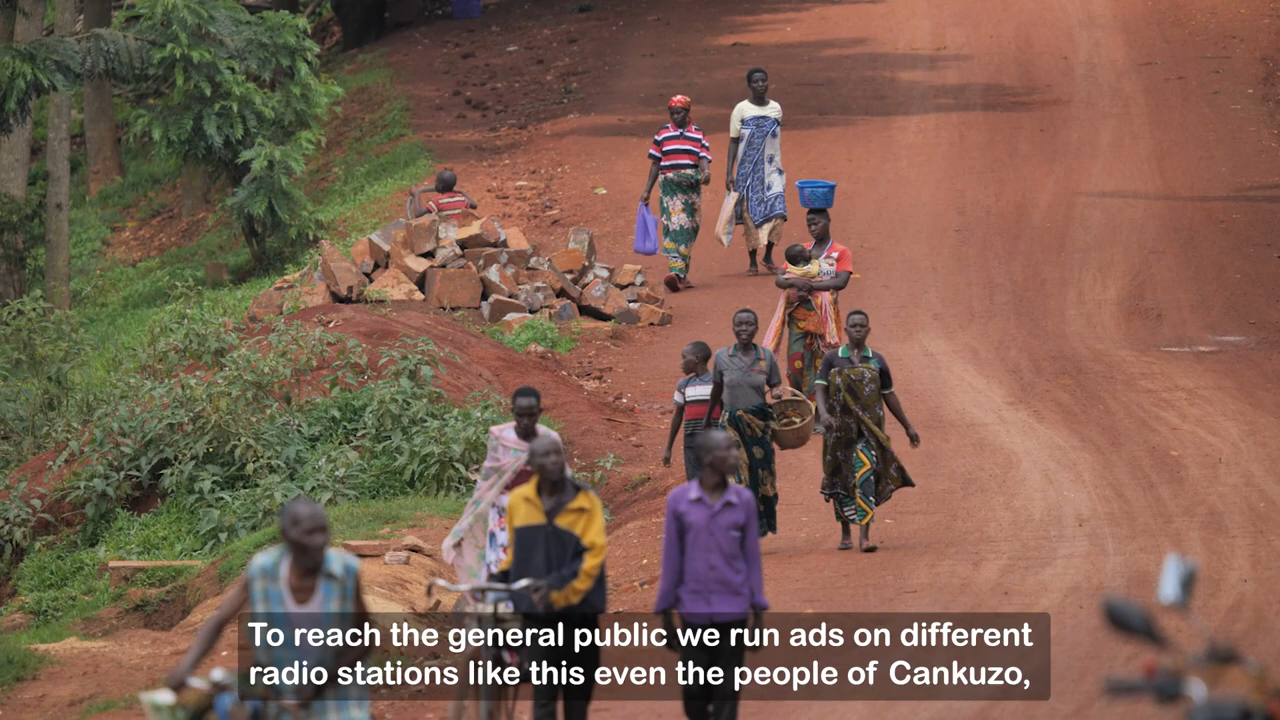 To reach the general public we run ads on different
radio stations like this even the people of Cankuzo,